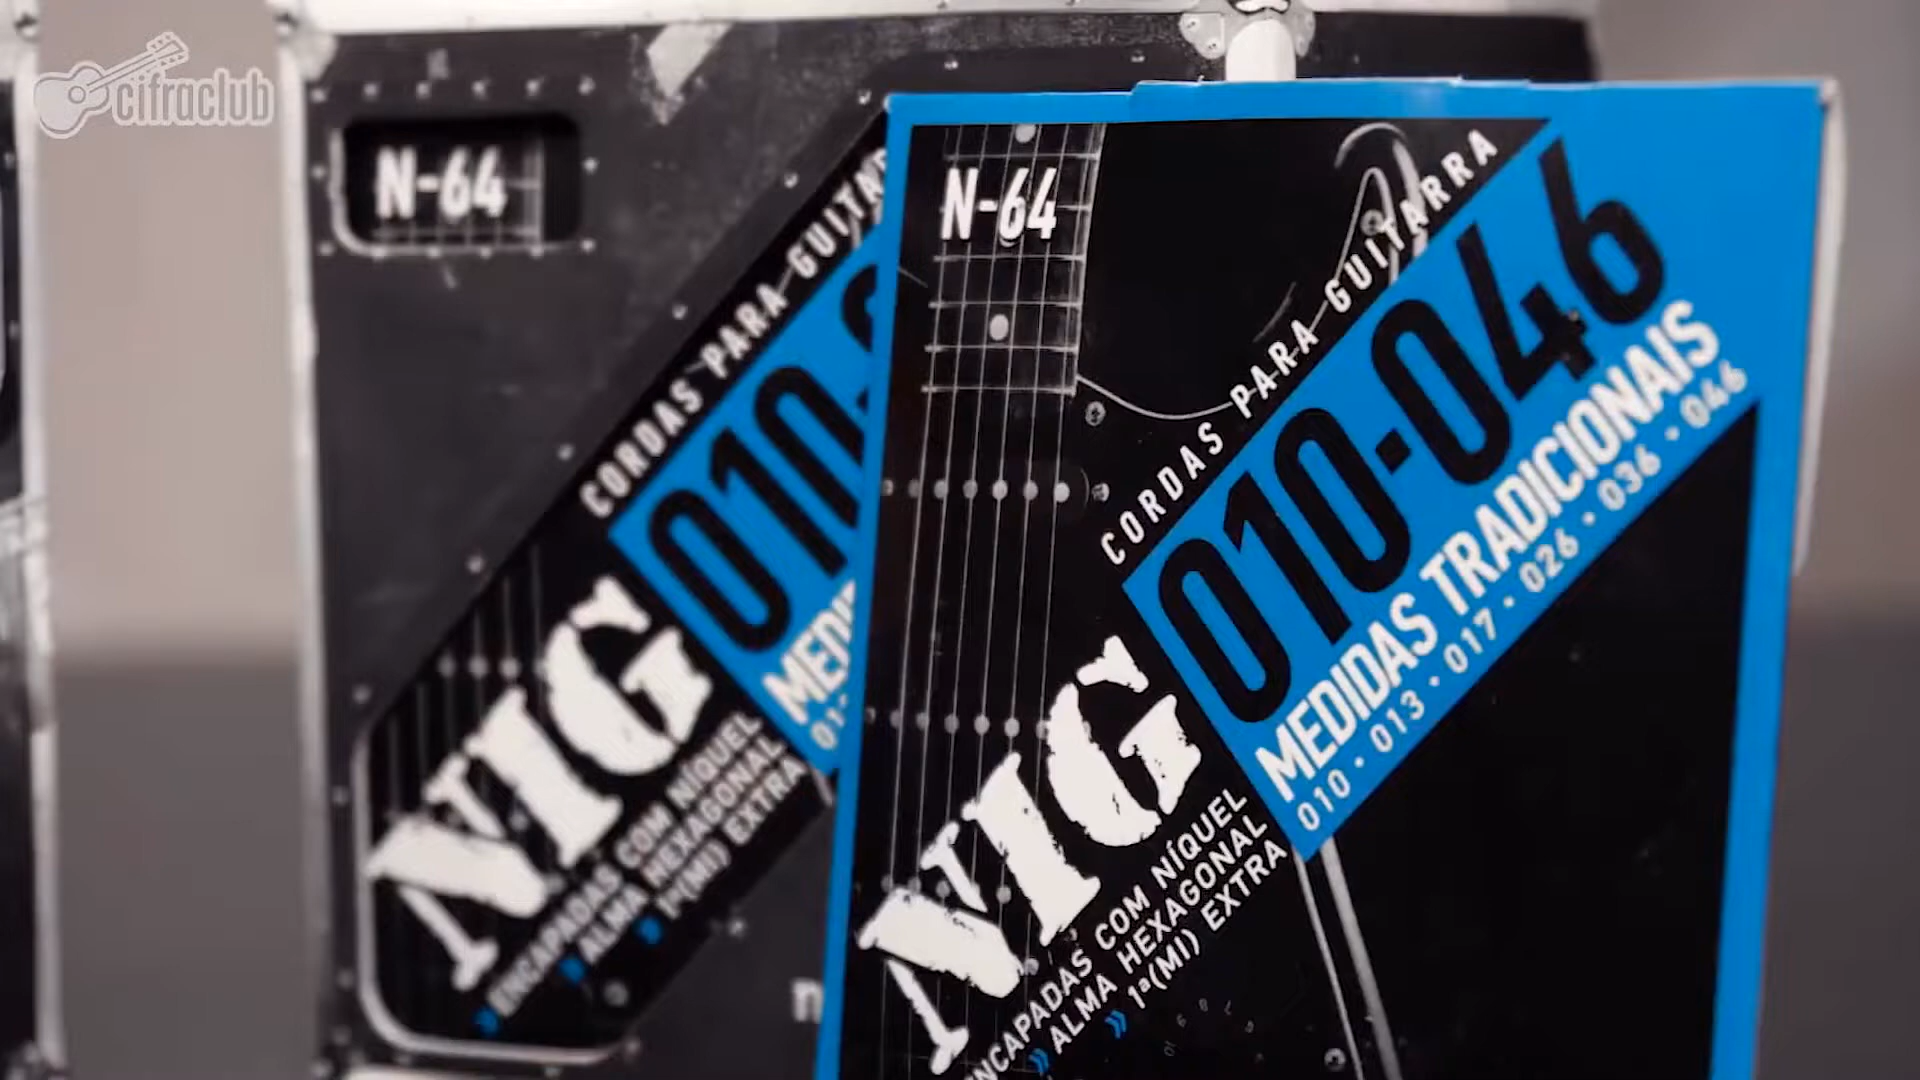 cifraclub
N-64
CORDAS PARA GUITAR
010-0
MEDI
01
NIG
ENCAPADAS COM NÍQUEL
ALMA HEXAGONAL
1ª(MI) EXTRA
N-64
CORDAS PARA GUITARRA
010-046
MEDIDAS TRADICIONAIS
010 • 013 • 017 • 026 • 036 • 046
NIG
ENCAPADAS COM NÍQUEL
ALMA HEXAGONAL
1ª(MI) EXTRA